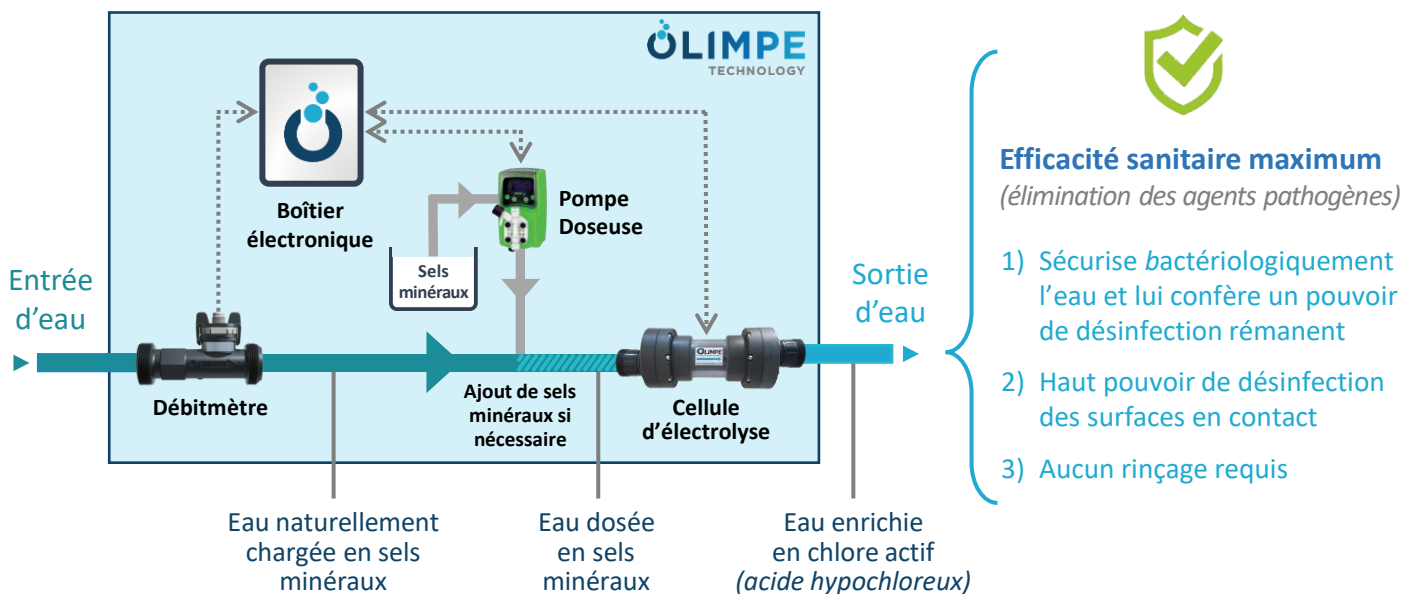 OLIMPE
TECHNOLOGY
Boîtier
électronique
Pompe
Doseuse
Sels
minéraux
Entrée
d'eau
Sortie
d'eau
Débitmètre
Ajout de sels
minéraux si
nécessaire
OLIMPE
Cellule
d'électrolyse
Eau naturellement
chargée en sels
minéraux
Eau dosée
en sels
minéraux
Eau enrichie
en chlore actif
(acide hypochloreux)
Efficacité sanitaire maximum
(élimination des agents pathogènes)
1) Sécurise bactériologiquement
l'eau et lui confère un pouvoir
de désinfection rémanent
2) Haut pouvoir de désinfection
des surfaces en contact
3) Aucun rinçage requis